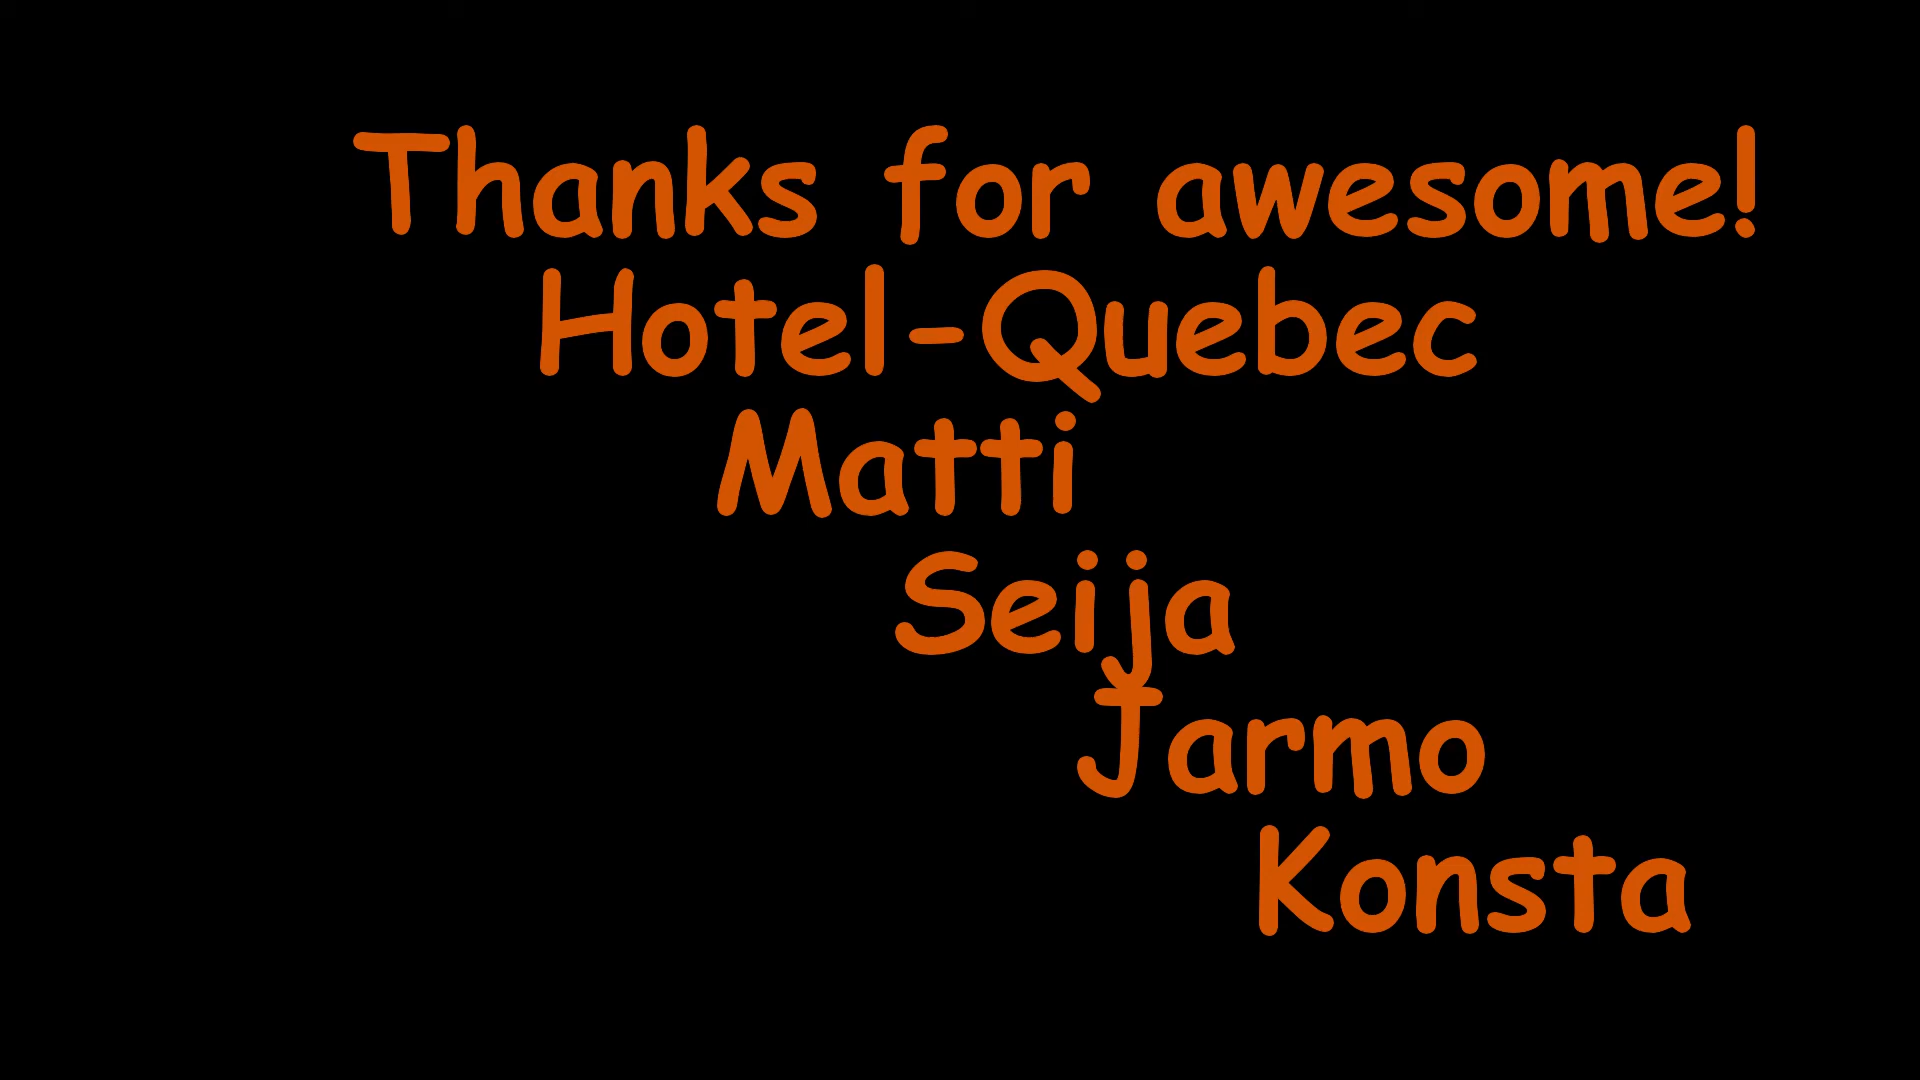 Thanks for awesome!
Hotel-Quebec
Matti
Seija
Jarmo
Konsta